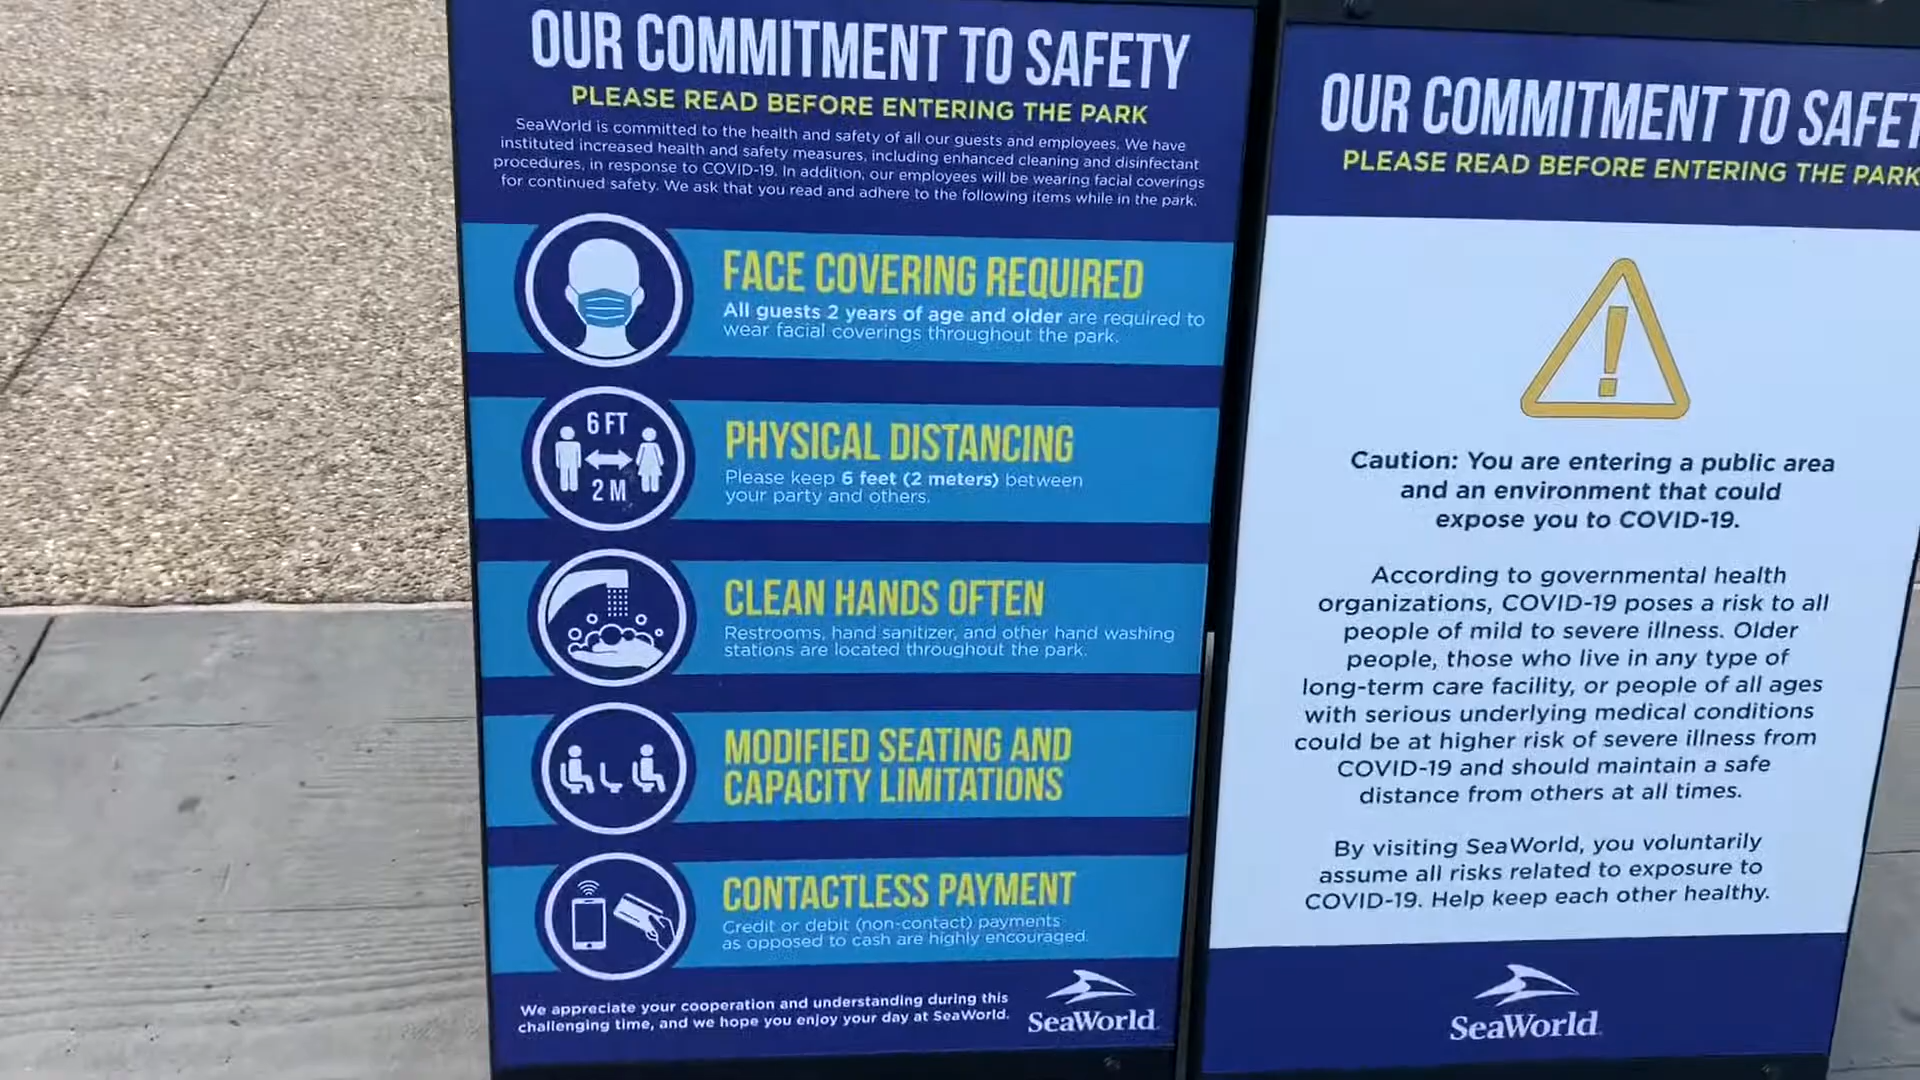 OUR COMMITMENT TO SAFETY
PLEASE READ BEFORE ENTERING THE PARK
SeaWorld is committed to the health and safety of all our guests and employees. We have
instituted increased health and safety measures, including enhanced cleaning and disinfectant
procedures, in response to COVID-19. In addition, our employees will be wearing facial coverings
for continued safety. We ask that you read and adhere to the following items while in the park.
FACE COVERING REQUIRED
All guests 2 years of age and older are required to
wear facial coverings throughout the park.
6 FT
2 M
PHYSICAL DISTANCING
Please keep 6 feet (2 meters) between
your party and others.
CLEAN HANDS OFTEN
Restrooms, hand sanitizer, and other hand washing
stations are located throughout the park.
MODIFIED SEATING AND
CAPACITY LIMITATIONS
CONTACTLESS PAYMENT
Credit or debit (non-contact) payments
as opposed to cash are highly encouraged.
We appreciate your cooperation and understanding during this
challenging time, and we hope you enjoy your day at SeaWorld.
SeaWorld
OUR COMMITMENT TO SAFET
PLEASE READ BEFORE ENTERING THE PARK
Caution: You are entering a public area
and an environment that could
expose you to COVID-19.
According to governmental health
organizations, COVID-19 poses a risk to all
people of mild to severe illness. Older
people, those who live in any type of
long-term care facility, or people of all ages
with serious underlying medical conditions
could be at higher risk of severe illness from
COVID-19 and should maintain a safe
distance from others at all times.
By visiting SeaWorld, you voluntarily
assume all risks related to exposure to
COVID-19. Help keep each other healthy.
SeaWorld